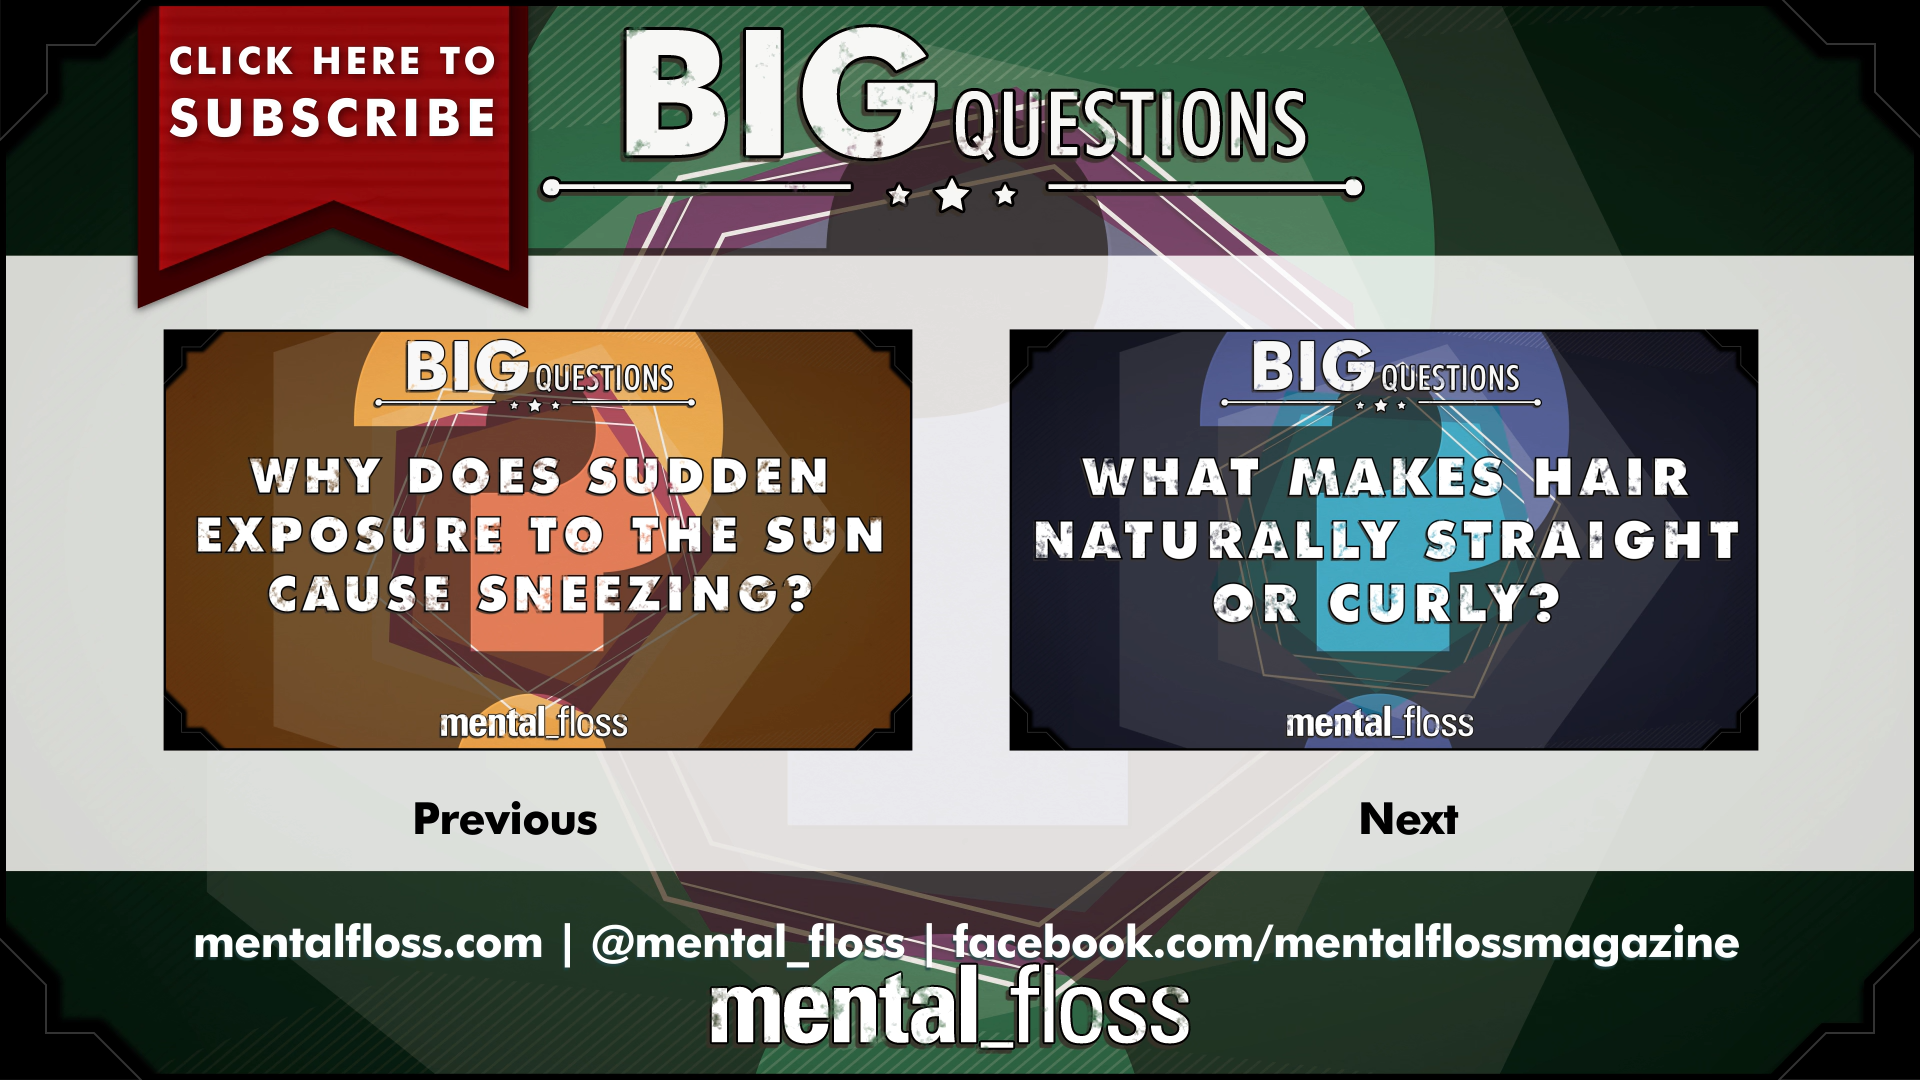 CLICK HERE TO
SUBSCRIBE
BIG QUESTIONS
BIG QUESTIONS
WHY DOES SUDDEN
EXPOSURE TO THE SUN
CAUSE SNEEZING?
mental_floss
Previous
BIG QUESTIONS
WHAT MAKES HAIR
NATURALLY STRAIGHT
OR CURLY?
mental_floss
Next
mentalfloss.com | @mental_floss | facebook.com/mentalflossmagazine
mental_floss